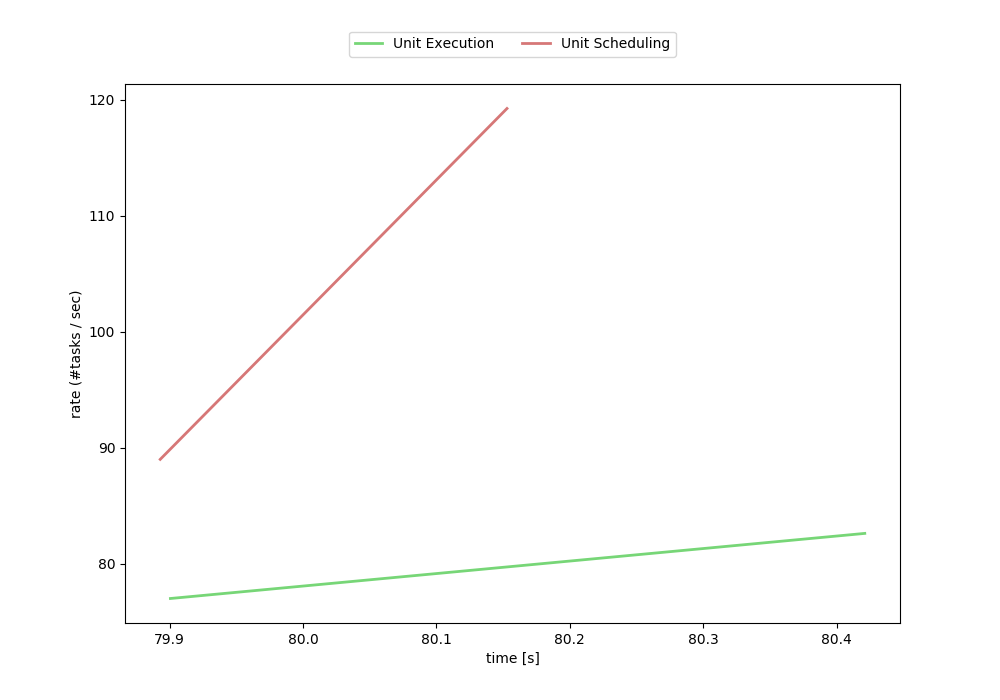 Unit Execution Unit Scheduling
120
110
100
90
80
rate (#tasks / sec)
79.9 80.0 80.1 80.2 80.3 80.4
time [s]